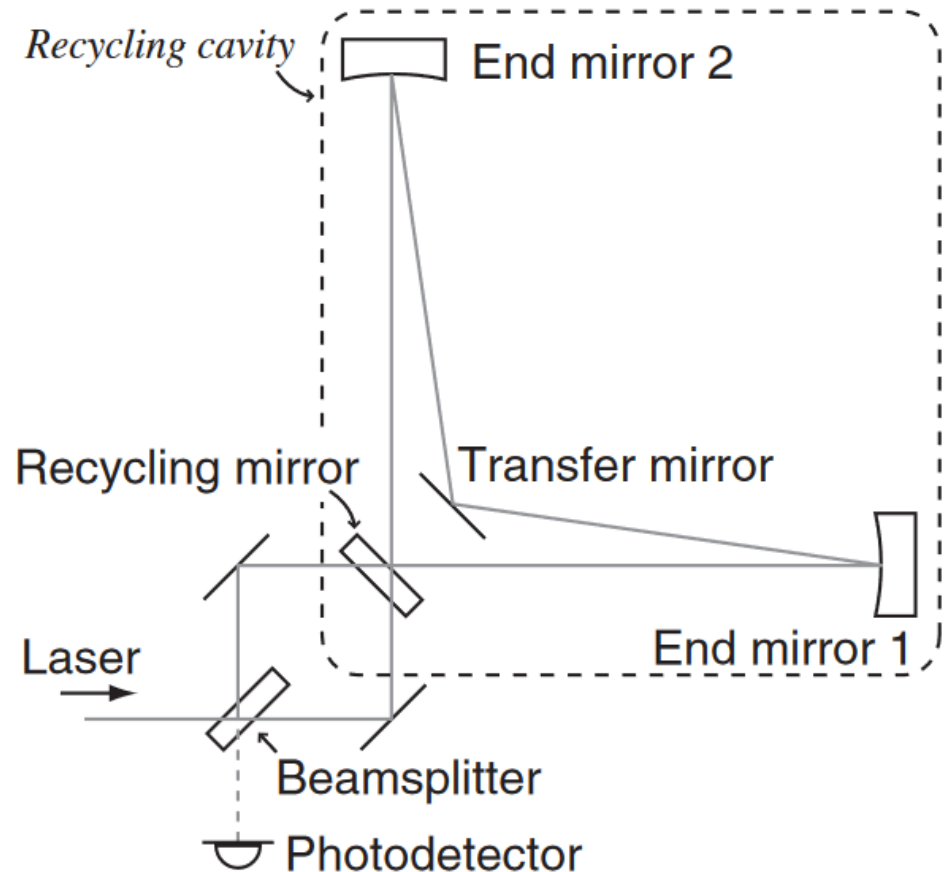 Recycling cavity
End mirror 2
Recycling mirror
Transfer mirror
End mirror 1
Laser
Beamsplitter
Photodetector